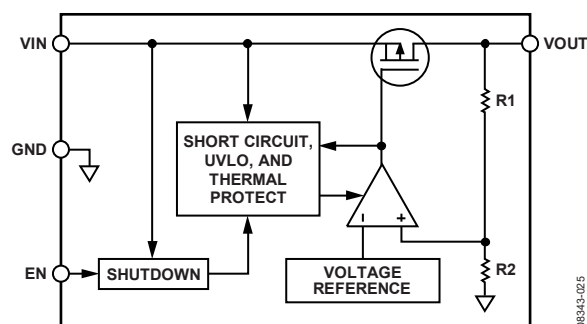 VIN
VOUT
R1
GND
SHORT CIRCUIT,
UVLO, AND
THERMAL
PROTECT
– +
EN
SHUTDOWN
VOLTAGE
REFERENCE
R2
08343-025